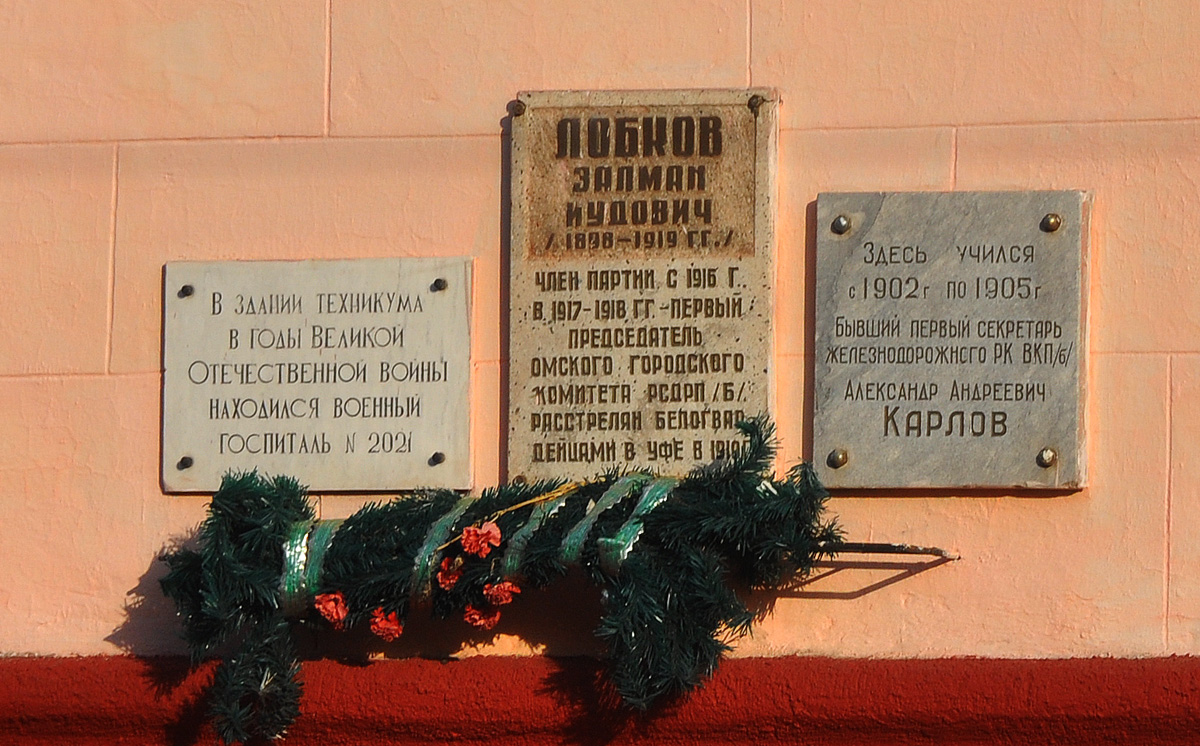 В ЗДАНИИ ТЕХНИКУМА
В ГОДЫ ВЕЛИКОЙ
ОТЕЧЕСТВЕННОЙ ВОЙНЫ
НАХОДИЛСЯ ВОЕННЫЙ
ГОСПИТАЛЬ N 2021
ЛОБКОВ
ЗАЛМАН
ИУДОВИЧ
/1898-1919 ГГ./
ЧЛЕН ПАРТИИ С 1916 Г.
В 1917-1918 ГГ.-ПЕРВЫЙ
ПРЕДСЕДАТЕЛЬ
ОМСКОГО ГОРОДСКОГО
КОМИТЕТА РСДРП /Б/.
РАССТРЕЛЯН БЕЛОГВАР-
ДЕЙЦАМИ В УФЕ В 1919Г.
ЗДЕСЬ УЧИЛСЯ
с 1902г ПО 1905г
БЫВШИЙ ПЕРВЫЙ СЕКРЕТАРЬ
ЖЕЛЕЗНОДОРОЖНОГО РК ВКП/б/
АЛЕКСАНДР АНДРЕЕВИЧ
КАРЛОВ